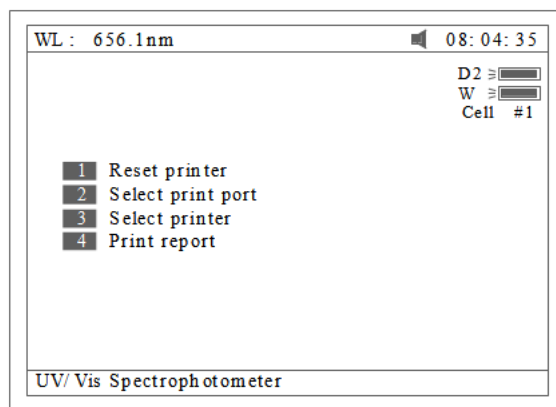 WL: 656.1nm 08:04:35
D2
W
Cell #1
1 Reset printer
2 Select print port
3 Select printer
4 Print report
UV/Vis Spectrophotometer